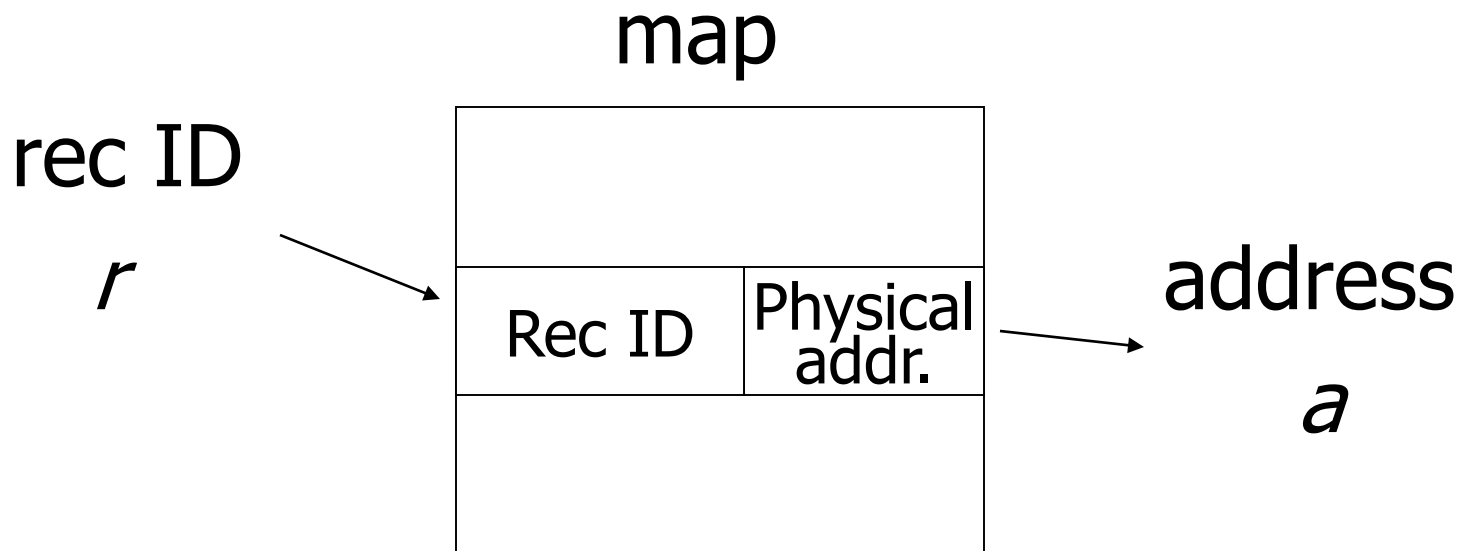 map
rec ID
r
Rec ID
Physical
addr.
address
a